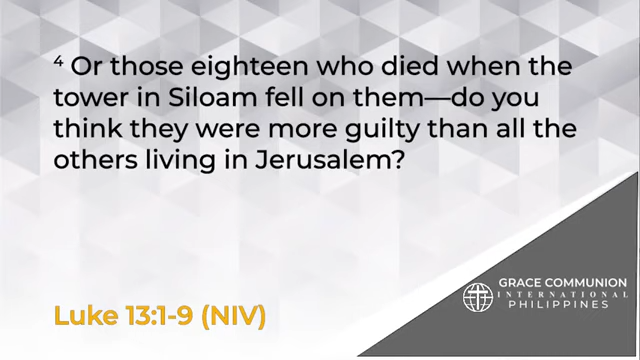 ⁴ Or those eighteen who died when the
tower in Siloam fell on them—do you
think they were more guilty than all the
others living in Jerusalem?
Luke 13:1-9 (NIV)
GRACE COMMUNION
INTERNATIONAL
PHILIPPINES